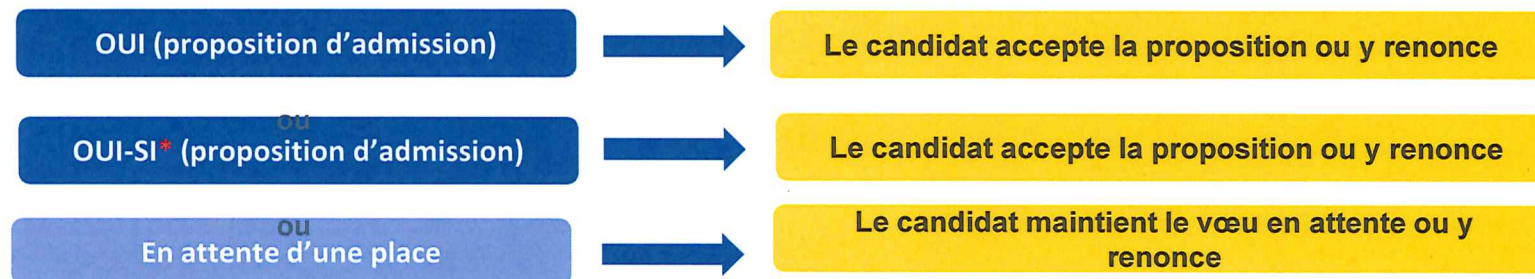 OUI (proposition d’admission)
Le candidat accepte la proposition ou y renonce
ou
OUI-SI* (proposition d’admission)
Le candidat accepte la proposition ou y renonce
ou
En attente d’une place
Le candidat maintient le vœu en attente ou y
renonce